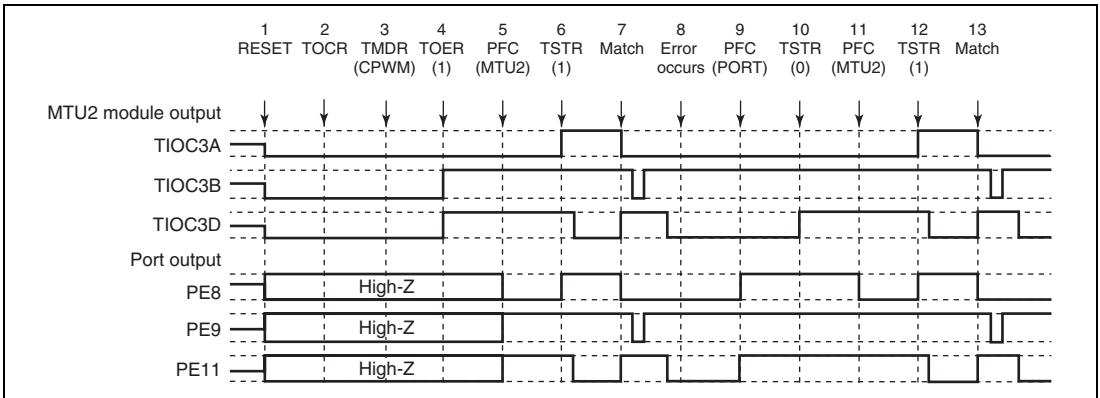 1 2 3 4 5 6 7 8 9 10 11 12 13
RESET TOCR TMDR TOER PFC TSTR Match Error PFC TSTR PFC TSTR Match
(CPWM) (1) (MTU2) (1) occurs (PORT) (0) (MTU2) (1)
MTU2 module output
TIOC3A
TIOC3B
TIOC3D
Port output
PE8 High-Z
PE9 High-Z
PE11 High-Z